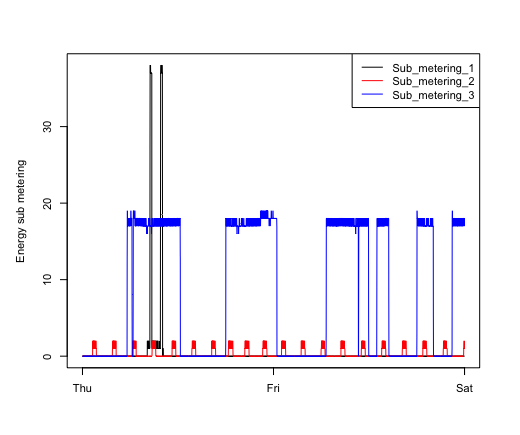 Sub_metering_1
Sub_metering_2
Sub_metering_3
Energy sub metering
30
20
10
0
Thu
Fri
Sat